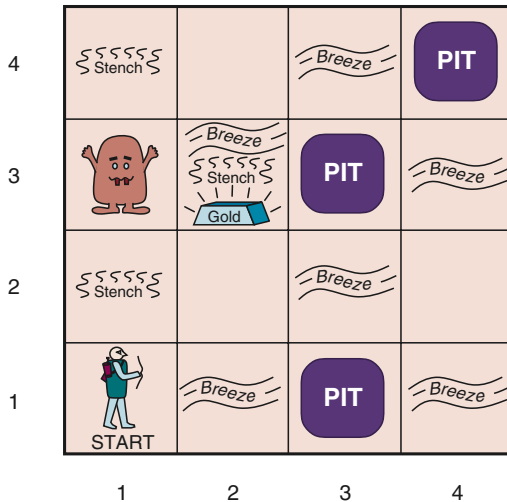 4
Stench
Breeze
PIT
3
Breeze
Stench
Gold
PIT
Breeze
2
Stench
Breeze
1
START
Breeze
PIT
Breeze
1 2 3 4